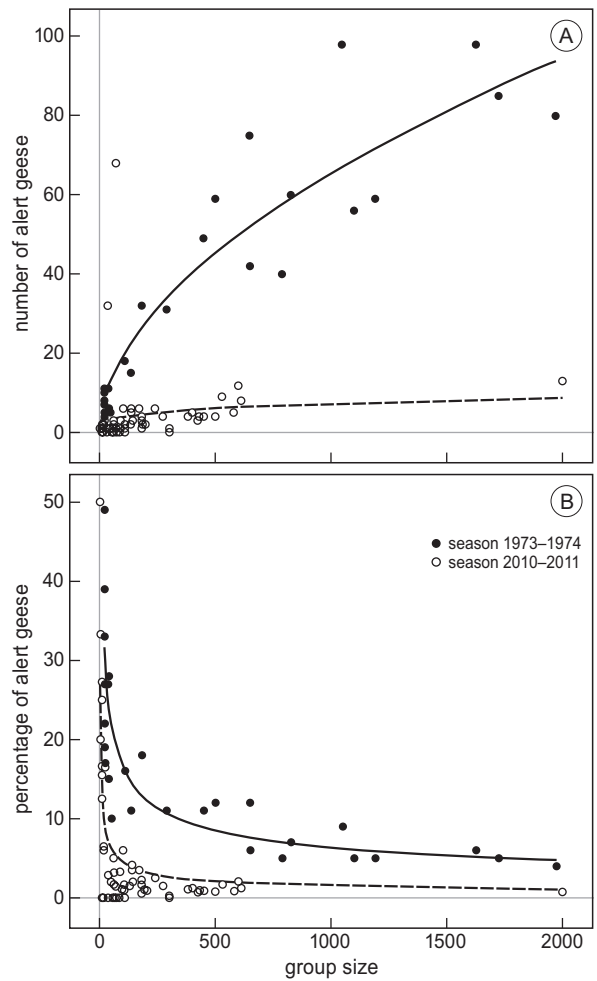 A
number of alert geese
100
80
60
40
20
0
B
season 1973–1974
season 2010–2011
percentage of alert geese
50
40
30
20
10
0
0 500 1000 1500 2000
group size